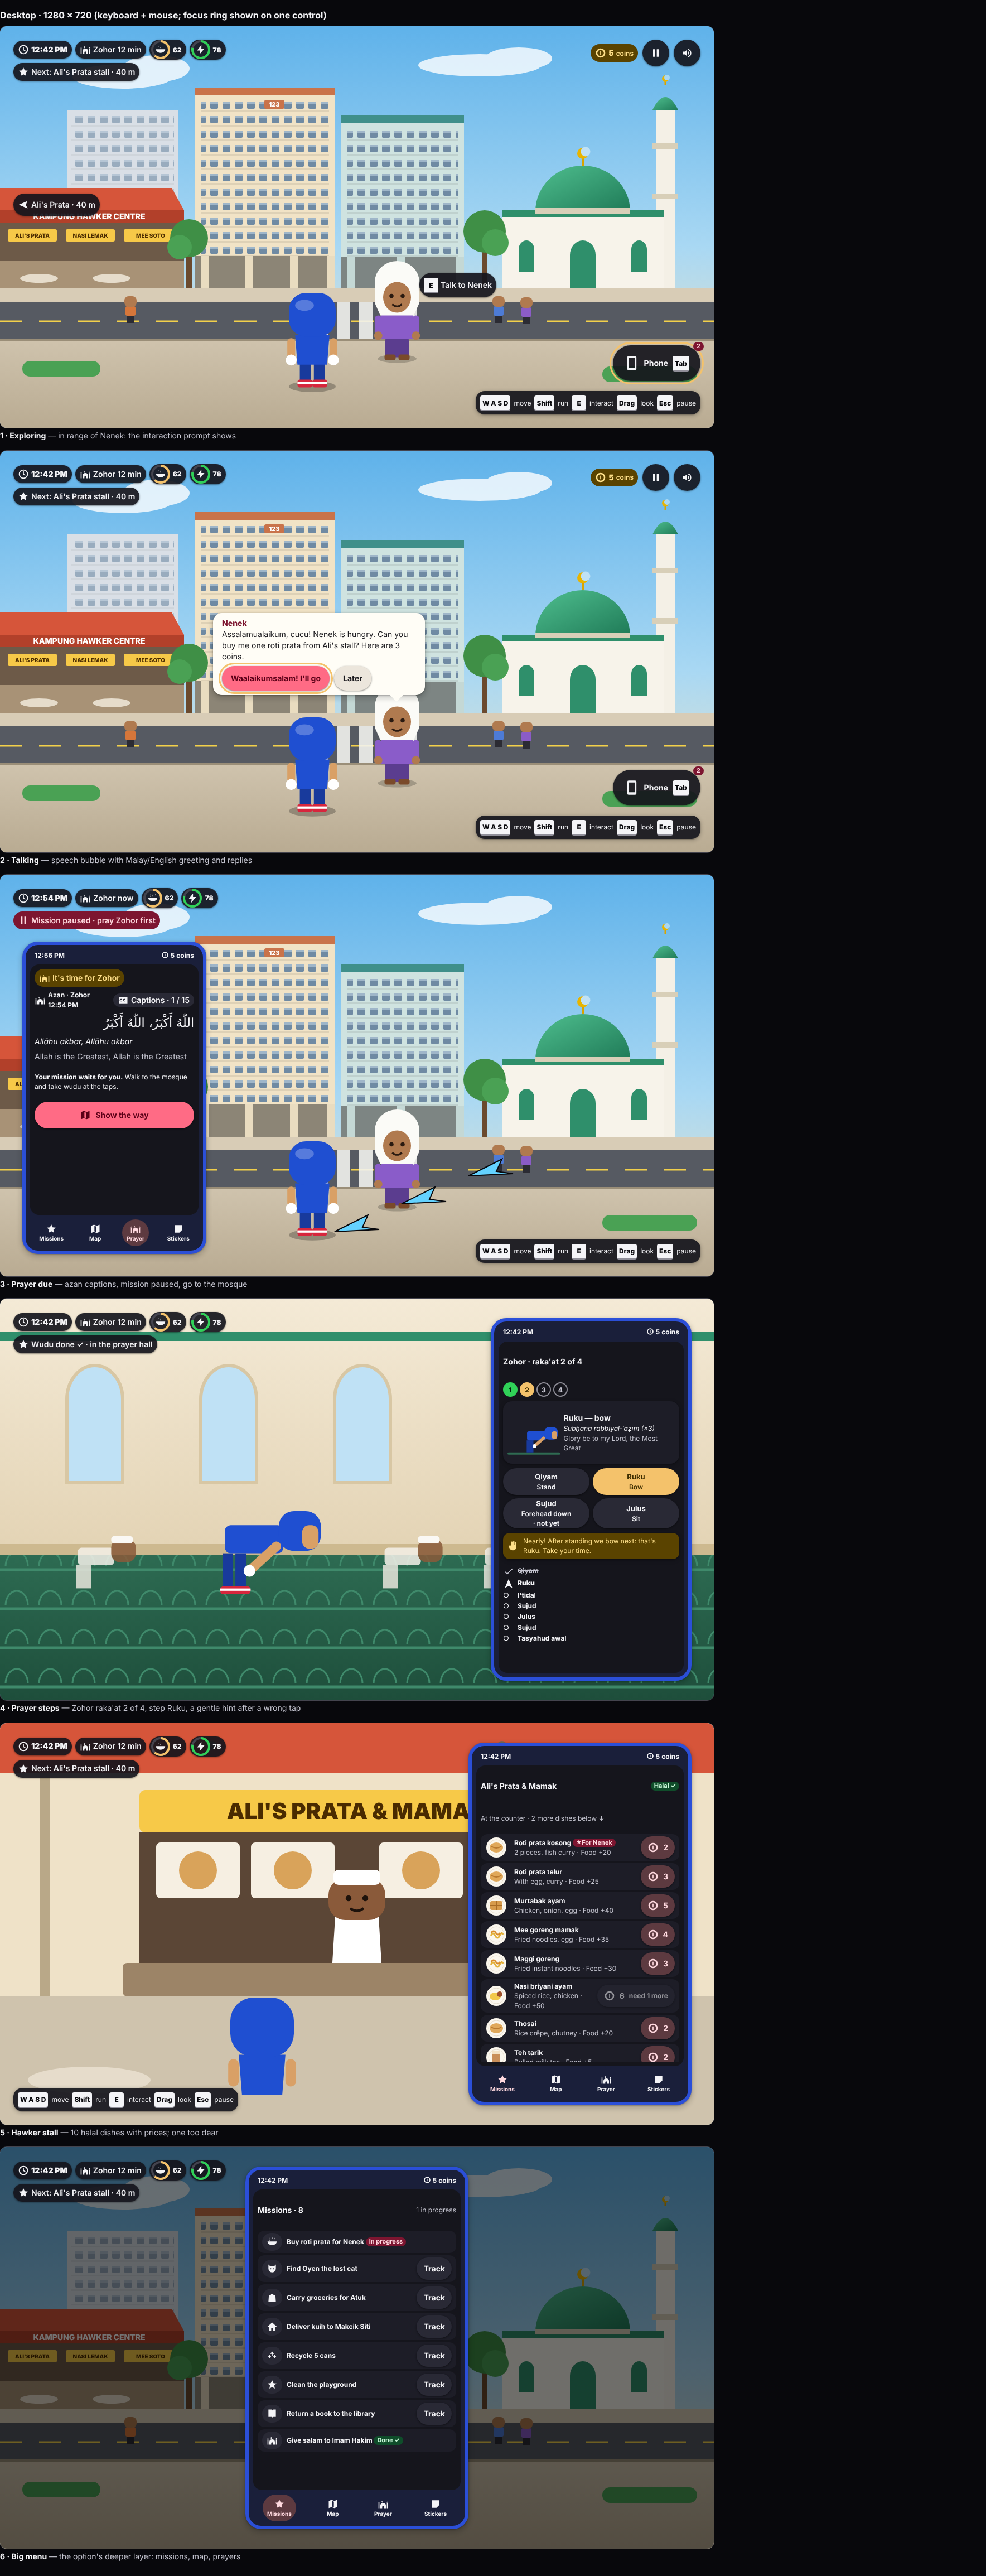 Desktop · 1280 × 720 (keyboard + mouse; focus ring shown on one control)
12:42 PM Zohor 12 min 62 78
5 coins
Next: Ali's Prata stall · 40 m
123
Ali's Prata · 40 m
KAMPUNG HAWKER CENTRE
ALI'S PRATA NASI LEMAK MEE SOTO
E Talk to Nenek
2
Phone Tab
W A S D move Shift run E interact Drag look Esc pause
1 · Exploring — in range of Nenek: the interaction prompt shows
12:42 PM Zohor 12 min 62 78
5 coins
Next: Ali's Prata stall · 40 m
123
Nenek
Assalamualaikum, cucu! Nenek is hungry. Can you
buy me one roti prata from Ali's stall? Here are 3
coins.
Waalaikumsalam! I'll go Later
KAMPUNG HAWKER CENTRE
ALI'S PRATA NASI LEMAK MEE SOTO
2
Phone Tab
W A S D move Shift run E interact Drag look Esc pause
2 · Talking — speech bubble with Malay/English greeting and replies
12:54 PM Zohor now 62 78
Mission paused · pray Zohor first
123
12:56 PM 5 coins
It's time for Zohor
Azan · Zohor
12:54 PM
Captions · 1 / 15
اللّٰهُ أَكْبَرُ، اللّٰهُ أَكْبَرُ
Allāhu akbar, Allāhu akbar
Allah is the Greatest, Allah is the Greatest
Your mission waits for you. Walk to the mosque
and take wudu at the taps.
Show the way
Missions Map Prayer Stickers
AL
W A S D move Shift run E interact Drag look Esc pause
3 · Prayer due — azan captions, mission paused, go to the mosque
12:42 PM Zohor 12 min 62 78
Wudu done ✓ · in the prayer hall
12:42 PM 5 coins
Zohor · raka'at 2 of 4
1 2 3 4
Ruku — bow
Subḥāna rabbiyal-ʿaẓīm (×3)
Glory be to my Lord, the Most
Great
Qiyam
Stand
Ruku
Bow
Sujud
Forehead down
· not yet
Julus
Sit
Nearly! After standing we bow next: that's
Ruku. Take your time.
Qiyam
Ruku
I'tidal
Sujud
Julus
Sujud
Tasyahud awal
4 · Prayer steps — Zohor raka'at 2 of 4, step Ruku, a gentle hint after a wrong tap
12:42 PM Zohor 12 min 62 78
Next: Ali's Prata stall · 40 m
ALI'S PRATA & MAMA
12:42 PM 5 coins
Ali's Prata & Mamak Halal ✓
At the counter · 2 more dishes below ↓
Roti prata kosong ★ For Nenek
2 pieces, fish curry · Food +20
2
Roti prata telur
With egg, curry · Food +25
3
Murtabak ayam
Chicken, onion, egg · Food +40
5
Mee goreng mamak
Fried noodles, egg · Food +35
4
Maggi goreng
Fried instant noodles · Food +30
3
Nasi briyani ayam
Spiced rice, chicken ·
Food +50
6 need 1 more
Thosai
Rice crêpe, chutney · Food +20
2
Teh tarik
Pulled milk tea · Food +5
2
Missions Map Prayer Stickers
W A S D move Shift run E interact Drag look Esc pause
5 · Hawker stall — 10 halal dishes with prices; one too dear
12:42 PM Zohor 12 min 62 78
Next: Ali's Prata stall · 40 m
KAMPUNG HAWKER CENTRE
ALI'S PRATA NASI LEMAK MEE SOTO
12:42 PM 5 coins
Missions · 8 1 in progress
Buy roti prata for Nenek In progress
Find Oyen the lost cat Track
Carry groceries for Atuk Track
Deliver kuih to Makcik Siti Track
Recycle 5 cans Track
Clean the playground Track
Return a book to the library Track
Give salam to Imam Hakim Done ✓
Missions Map Prayer Stickers
6 · Big menu — the option's deeper layer: missions, map, prayers